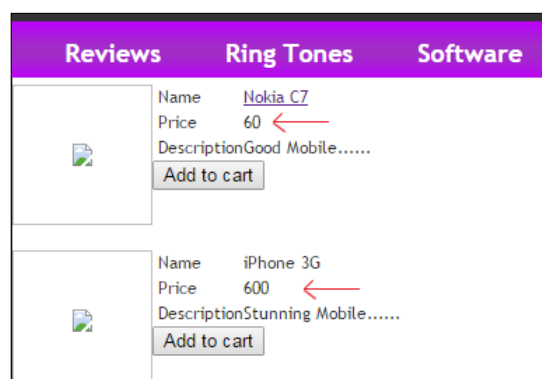 Reviews Ring Tones Software
Name Nokia C7
Price 60
DescriptionGood Mobile......
Add to cart
Name iPhone 3G
Price 600
DescriptionStunning Mobile......
Add to cart